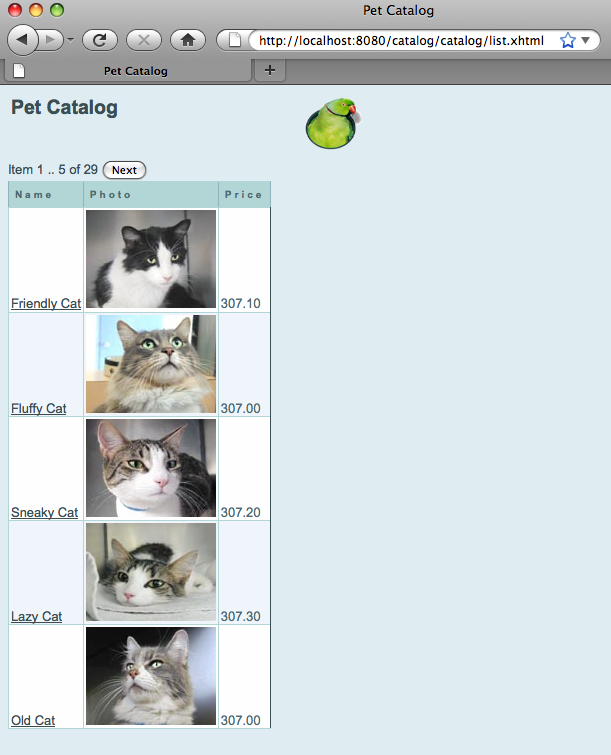 Pet Catalog
http://localhost:8080/catalog/catalog/list.xhtml
Pet Catalog
Pet Catalog
Item 1 .. 5 of 29 Next
Name Photo Price
Friendly Cat 307.10
Fluffy Cat 307.00
Sneaky Cat 307.20
Lazy Cat 307.30
Old Cat 307.00